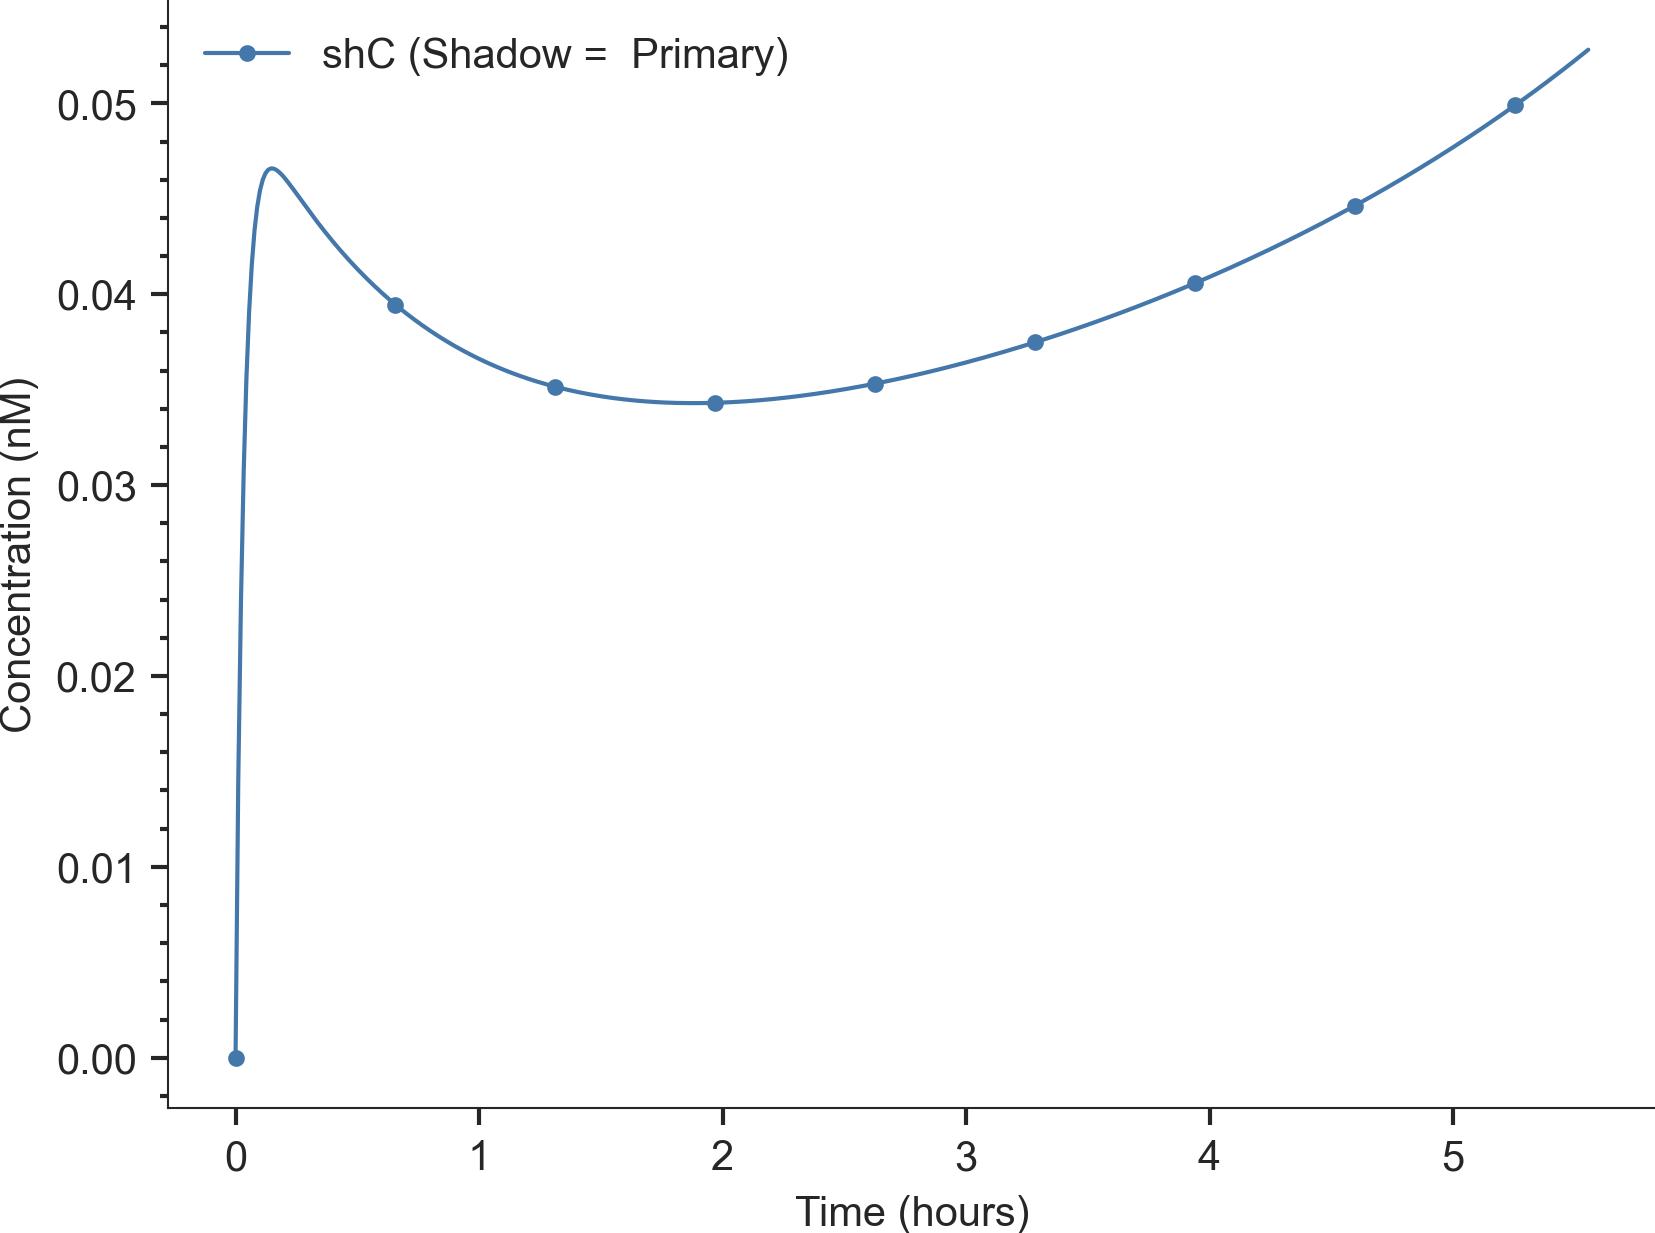 shC (Shadow =  Primary)
Concentration (nM)
0.05
0.04
0.03
0.02
0.01
0.00
0 1 2 3 4 5
Time (hours)